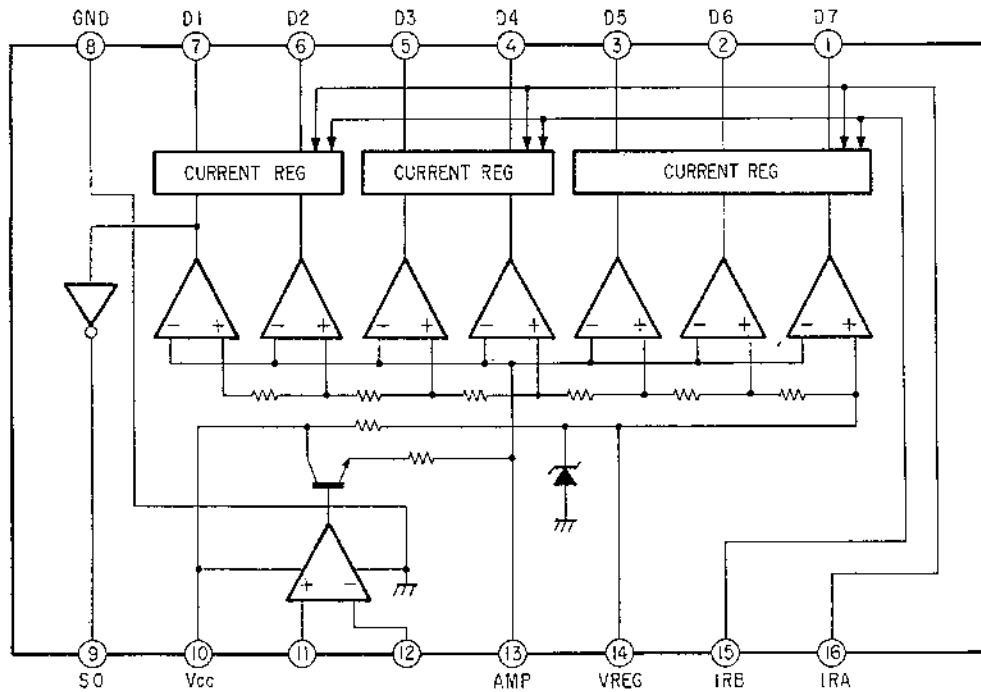 GND D1 D2 D3 D4 D5 D6 D7
8 7 6 5 4 3 2 1
CURRENT REG CURRENT REG CURRENT REG
- + - + - + - + - + - + - +
+ -
9 10 11 12 13 14 15 16
SO Vcc AMP VREG IRB IRA